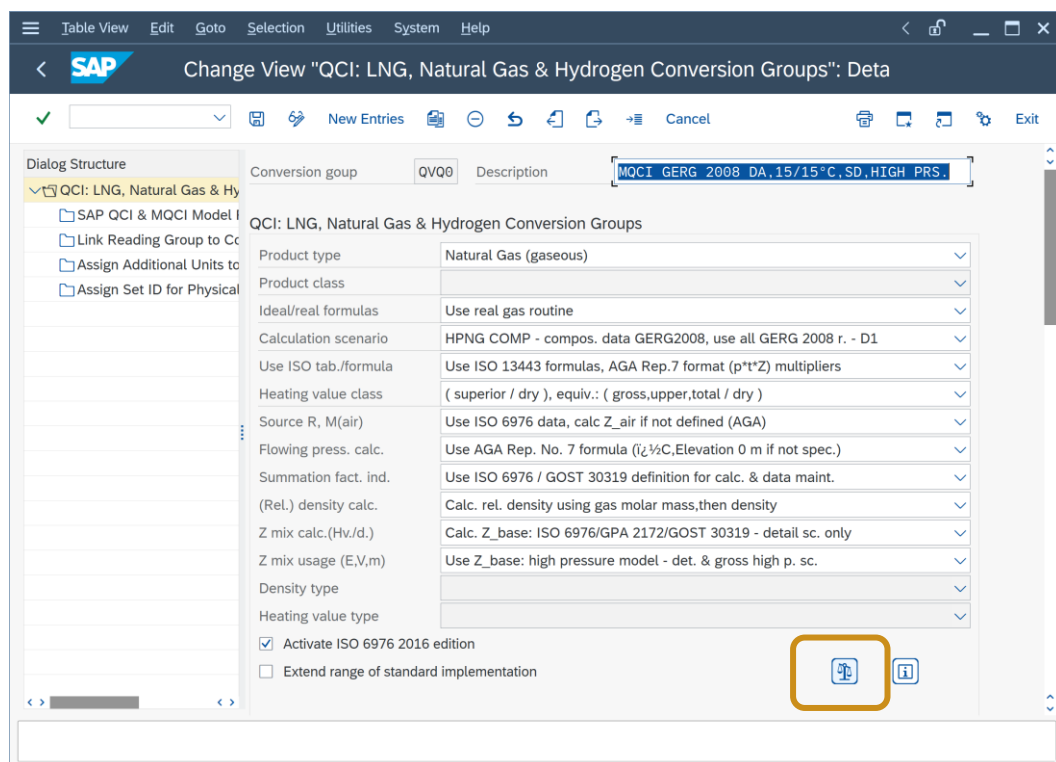 Table View Edit Goto Selection Utilities System Help
SAP Change View "QCI: LNG, Natural Gas & Hydrogen Conversion Groups": Deta
New Entries Cancel Exit
Dialog Structure
QCI: LNG, Natural Gas & Hy
SAP QCI & MQCI Model
Link Reading Group to Co
Assign Additional Units to
Assign Set ID for Physical
Conversion goup QVQ0 Description MQCI GERG 2008 DA,15/15°C,SD,HIGH PRS.
QCI: LNG, Natural Gas & Hydrogen Conversion Groups
Product type Natural Gas (gaseous)
Product class
Ideal/real formulas Use real gas routine
Calculation scenario HPNG COMP - compos. data GERG2008, use all GERG 2008 r. - D1
Use ISO tab./formula Use ISO 13443 formulas, AGA Rep.7 format (p*t*Z) multipliers
Heating value class ( superior / dry ), equiv.: ( gross,upper,total / dry )
Source R, M(air) Use ISO 6976 data, calc Z_air if not defined (AGA)
Flowing press. calc. Use AGA Rep. No. 7 formula (ï¿½C,Elevation 0 m if not spec.)
Summation fact. ind. Use ISO 6976 / GOST 30319 definition for calc. & data maint.
(Rel.) density calc. Calc. rel. density using gas molar mass,then density
Z mix calc.(Hv./d.) Calc. Z_base: ISO 6976/GPA 2172/GOST 30319 - detail sc. only
Z mix usage (E,V,m) Use Z_base: high pressure model - det. & gross high p. sc.
Density type
Heating value type
Activate ISO 6976 2016 edition
Extend range of standard implementation